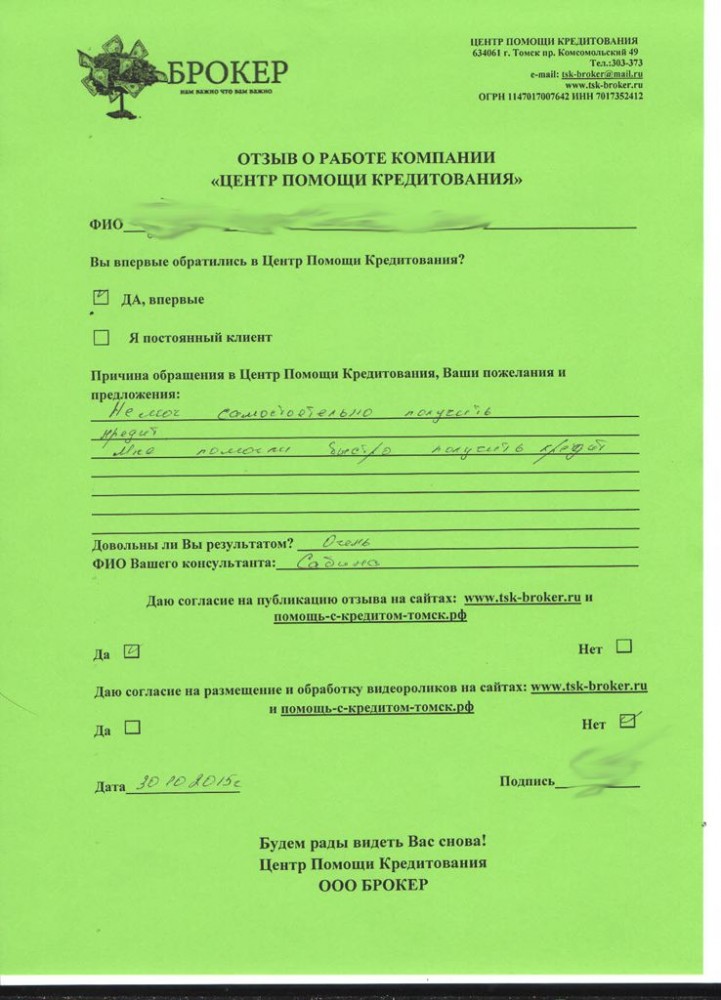 БРОКЕР
нам важно что вам важно
ЦЕНТР ПОМОЩИ КРЕДИТОВАНИЯ
634061 г. Томск пр. Комсомольский 49
Тел.:303-373
e-mail: tsk-broker@mail.ru
www.tsk-broker.ru
ОГРН 1147017007642 ИНН 7017352412
ОТЗЫВ О РАБОТЕ КОМПАНИИ
«ЦЕНТР ПОМОЩИ КРЕДИТОВАНИЯ»
ФИО
Вы впервые обратились в Центр Помощи Кредитования?
ДА, впервые
Я постоянный клиент
Причина обращения в Центр Помощи Кредитования, Ваши пожелания и
предложения:
Не мог самостоятельно получить
кредит
Мне помогли быстро получить кредит
Довольны ли Вы результатом? Очень
ФИО Вашего консультанта: Сабина
Даю согласие на публикацию отзыва на сайтах: www.tsk-broker.ru и
помощь-с-кредитом-томск.рф
Да Нет
Даю согласие на размещение и обработку видеороликов на сайтах: www.tsk-broker.ru
и помощь-с-кредитом-томск.рф
Да Нет
Дата 30 10 2015г Подпись
Будем рады видеть Вас снова!
Центр Помощи Кредитования
ООО БРОКЕР